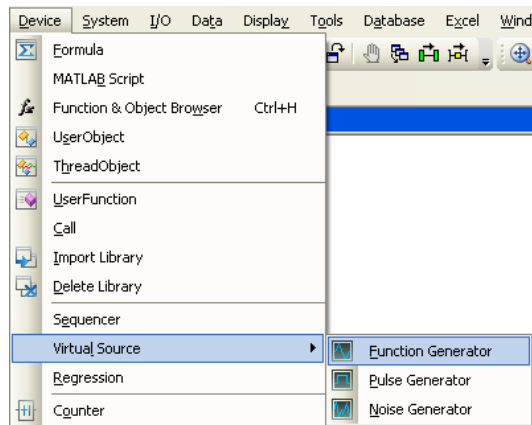 Device System I/O Data Display Tools Database Excel Wind
Formula
MATLAB Script
Function & Object Browser Ctrl+H
UserObject
ThreadObject
UserFunction
Call
Import Library
Delete Library
Sequencer
Virtual Source
Function Generator
Regression
Pulse Generator
Counter
Noise Generator